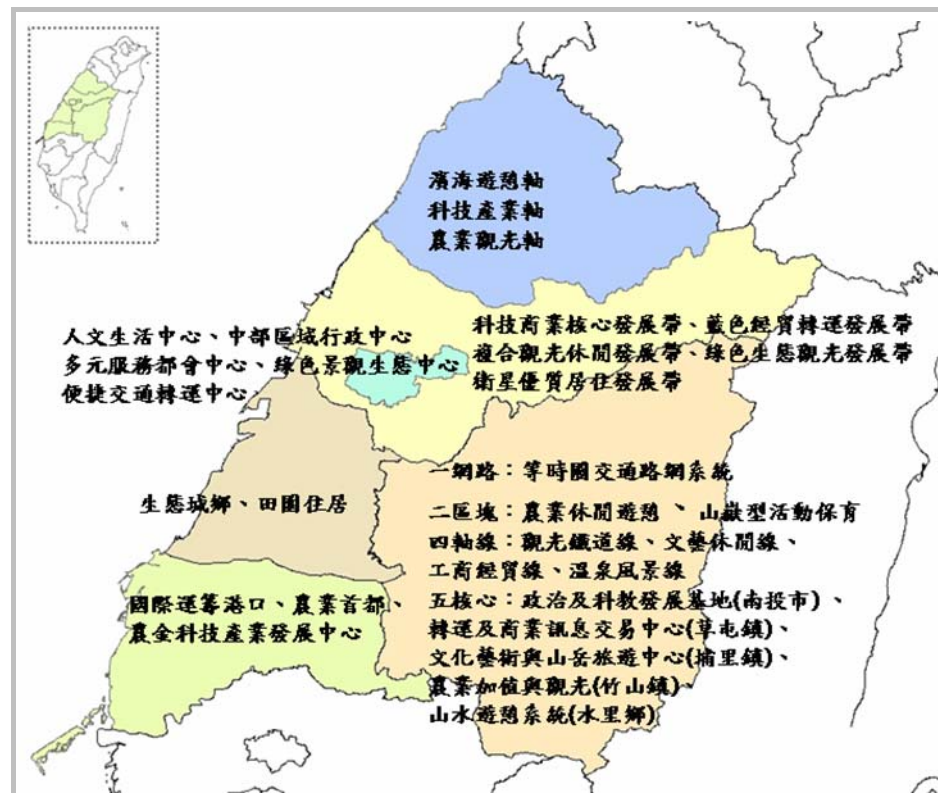 濱海遊憩軸
科技產業軸
農業觀光軸
人文生活中心、中部區域行政中心
多元服務都會中心、綠色景觀生態中心
便捷交通轉運中心
科技商業核心發展帶、藍色經貿轉運發展帶
複合觀光休閒發展帶、綠色生態觀光發展帶
衛星優質居住發展帶
生態城鄉、田園住居
國際運籌港口、農業首都、
農金科技產業發展中心
一網路：等時圈交通路網系統
二區塊：農業休閒遊憩、山嶽型活動保育
四軸線：觀光鐵道線、文藝休閒線、
工商經貿線、溫泉風景線
五核心：政治及科教發展基地(南投市)、
轉運及商業訊息交易中心(草屯鎮)、
文化藝術與山岳旅遊中心(埔里鎮)、
農業加值與觀光(竹山鎮)、
山水遊憩系統(水里鄉)